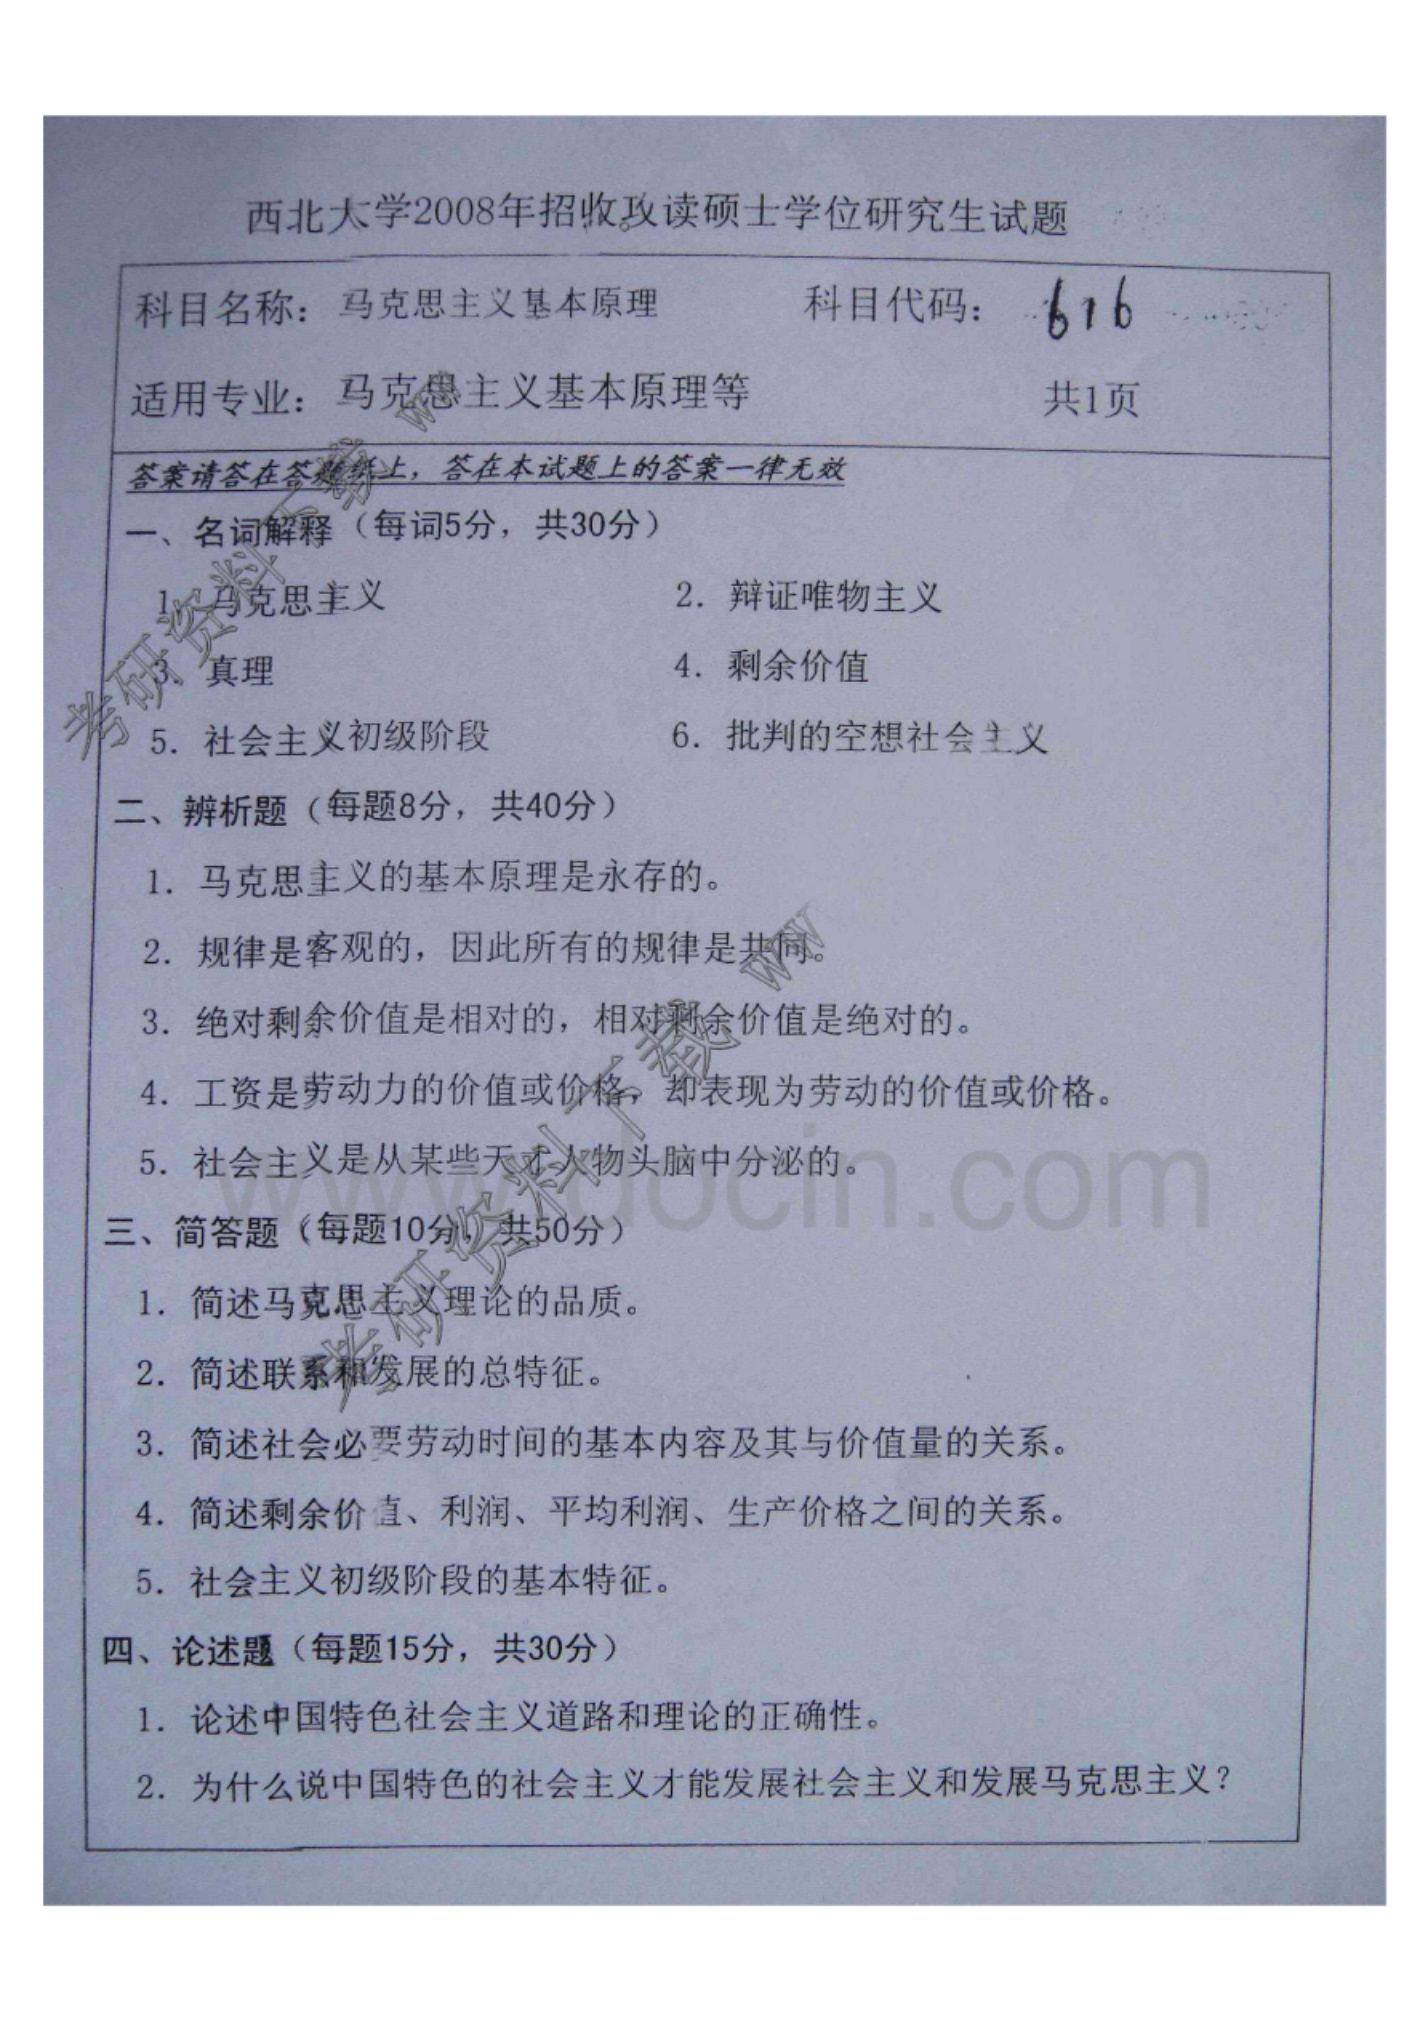 西北大学2008年招收攻读硕士学位研究生试题
科目名称： 马克思主义基本原理 科目代码： 616
适用专业： 马克思主义基本原理等 共1页
答案请答在答题纸上，答在本试题上的答案一律无效
一、名词解释（每词5分，共30分）
1. 马克思主义 2. 辩证唯物主义
3. 真理 4. 剩余价值
5. 社会主义初级阶段 6. 批判的空想社会主义
二、辨析题（每题8分，共40分）
1. 马克思主义的基本原理是永存的。
2. 规律是客观的，因此所有的规律是共同。
3. 绝对剩余价值是相对的，相对剩余价值是绝对的。
4. 工资是劳动力的价值或价格，却表现为劳动的价值或价格。
5. 社会主义是从某些天才人物头脑中分泌的。
www.docin.com
三、简答题（每题10分，共50分）
1. 简述马克思主义理论的品质。
2. 简述联系和发展的总特征。
3. 简述社会必要劳动时间的基本内容及其与价值量的关系。
4. 简述剩余价值、利润、平均利润、生产价格之间的关系。
5. 社会主义初级阶段的基本特征。
四、论述题（每题15分，共30分）
1. 论述中国特色社会主义道路和理论的正确性。
2. 为什么说中国特色的社会主义才能发展社会主义和发展马克思主义？
考研资料下载 ww
考研资料下载 ww